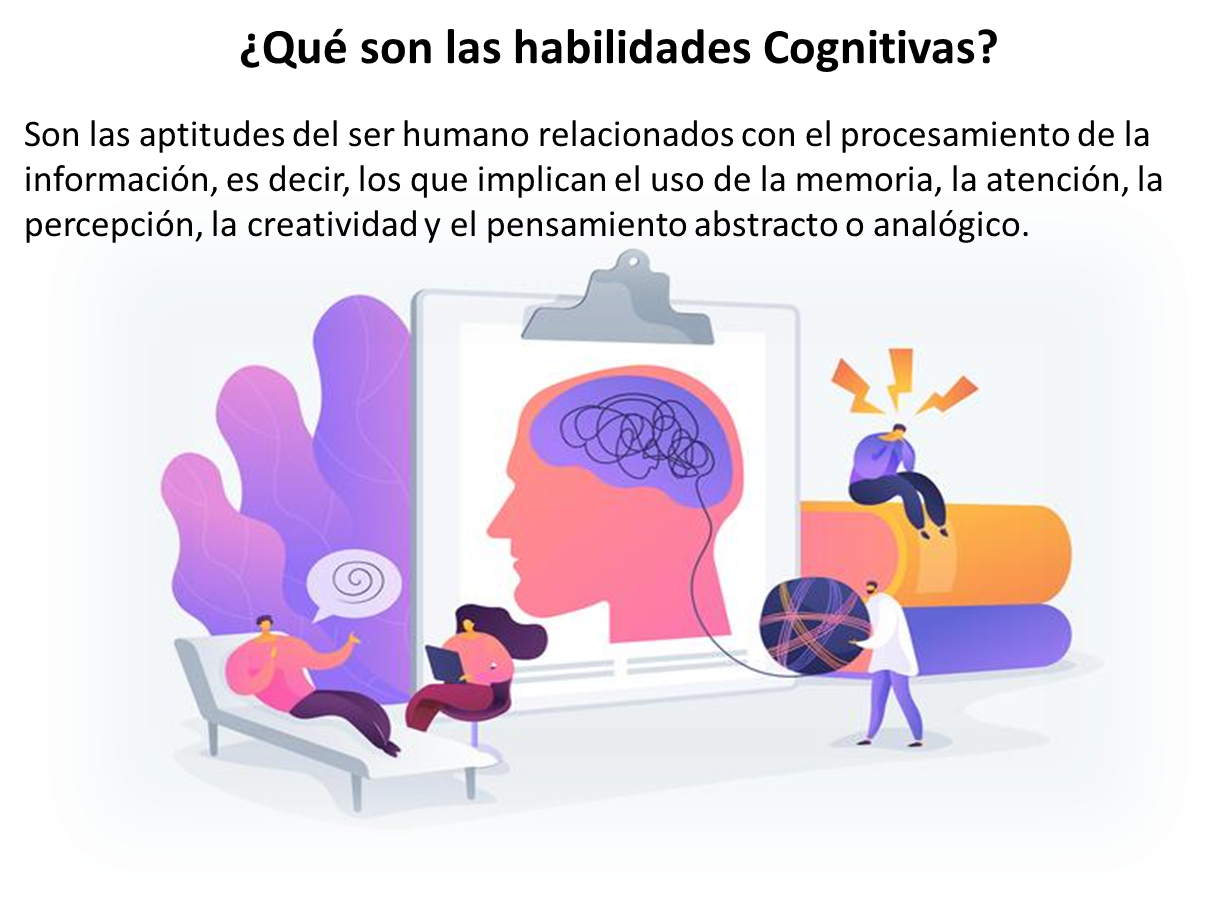 ¿Qué son las habilidades Cognitivas?
Son las aptitudes del ser humano relacionados con el procesamiento de la
información, es decir, los que implican el uso de la memoria, la atención, la
percepción, la creatividad y el pensamiento abstracto o analógico.